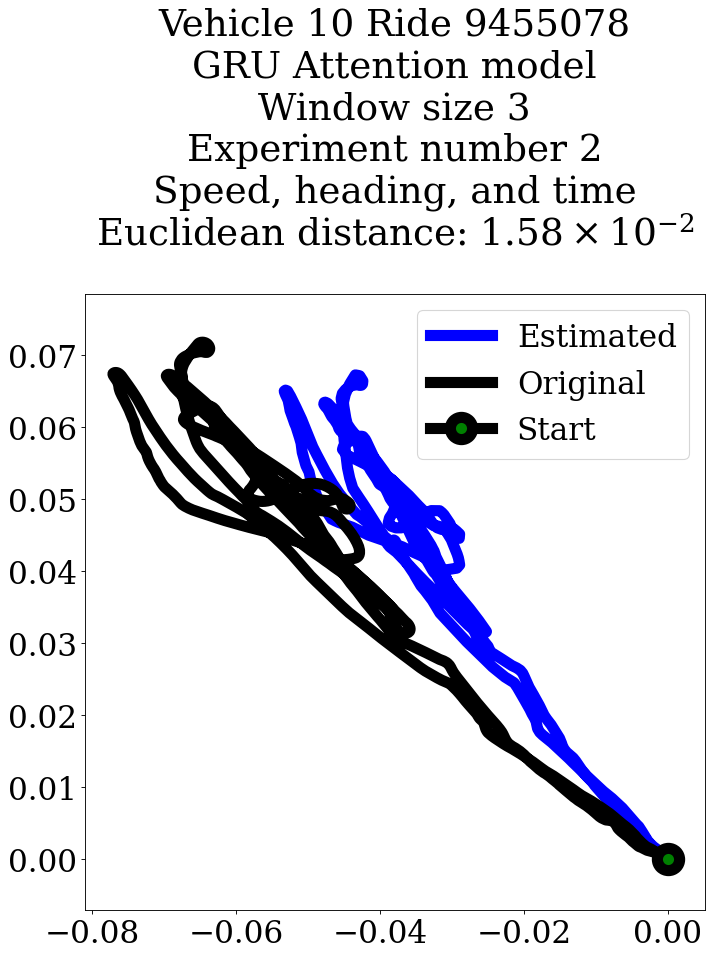 Vehicle 10 Ride 9455078
GRU Attention model
Window size 3
Experiment number 2
Speed, heading, and time
Euclidean distance: 1.58 × 10⁻²
Estimated
Original
Start
0.07
0.06
0.05
0.04
0.03
0.02
0.01
0.00
−0.08 −0.06 −0.04 −0.02 0.00